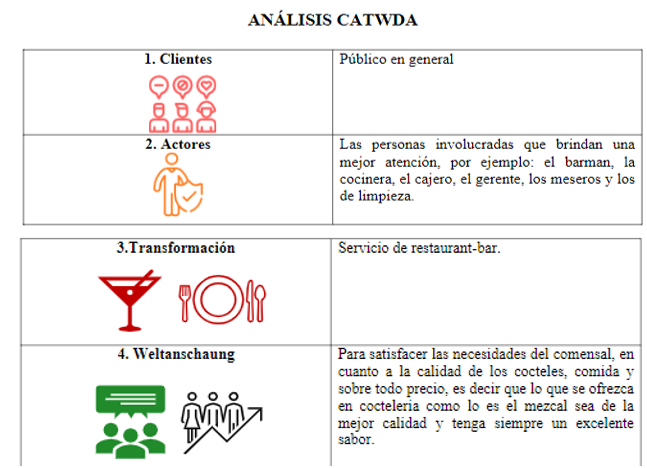 ANÁLISIS CATWDA
1. Clientes
Público en general
2. Actores
Las personas involucradas que brindan una
mejor atención, por ejemplo: el barman, la
cocinera, el cajero, el gerente, los meseros y los
de limpieza.
3.Transformación
Servicio de restaurant-bar.
4. Weltanschaung
Para satisfacer las necesidades del comensal, en
cuanto a la calidad de los cocteles, comida y
sobre todo precio, es decir que lo que se ofrezca
en cocteleria como lo es el mezcal sea de la
mejor calidad y tenga siempre un excelente
sabor.